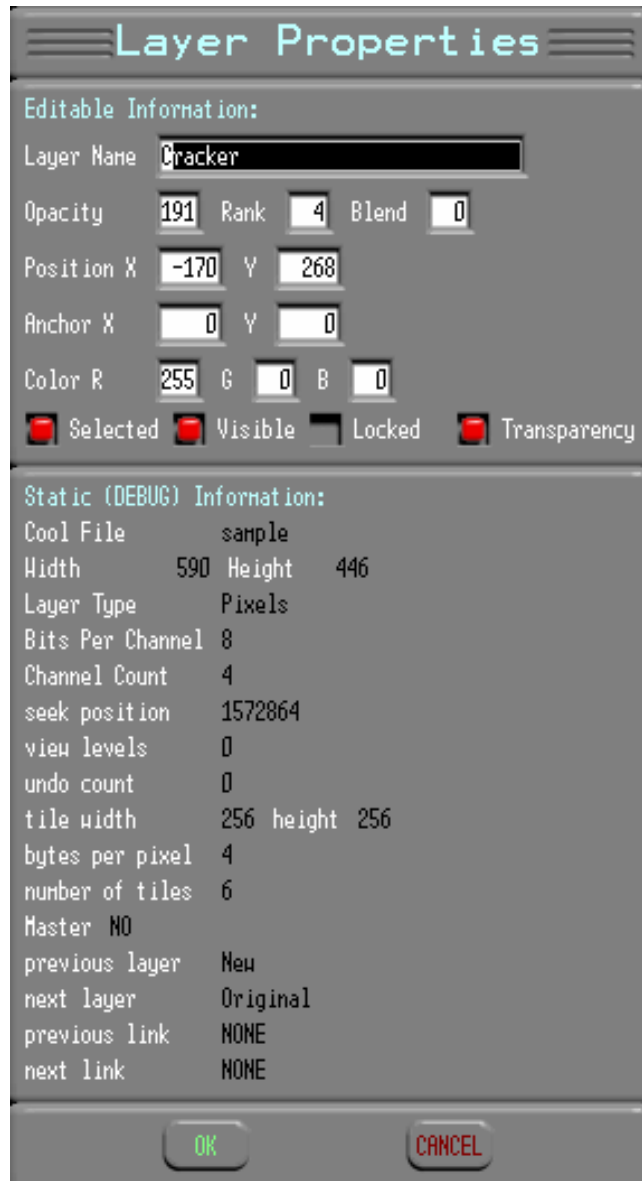 Layer Properties
Editable Information:
Layer Name Cracker
Opacity 191 Rank 4 Blend 0
Position X -170 Y 268
Anchor X 0 Y 0
Color R 255 G 0 B 0
Selected Visible Locked Transparency
Static (DEBUG) Information:
Cool File sample
Width 590 Height 446
Layer Type Pixels
Bits Per Channel 8
Channel Count 4
seek position 1572864
view levels 0
undo count 0
tile width 256 height 256
bytes per pixel 4
number of tiles 6
Master NO
previous layer New
next layer Original
previous link NONE
next link NONE
OK CANCEL